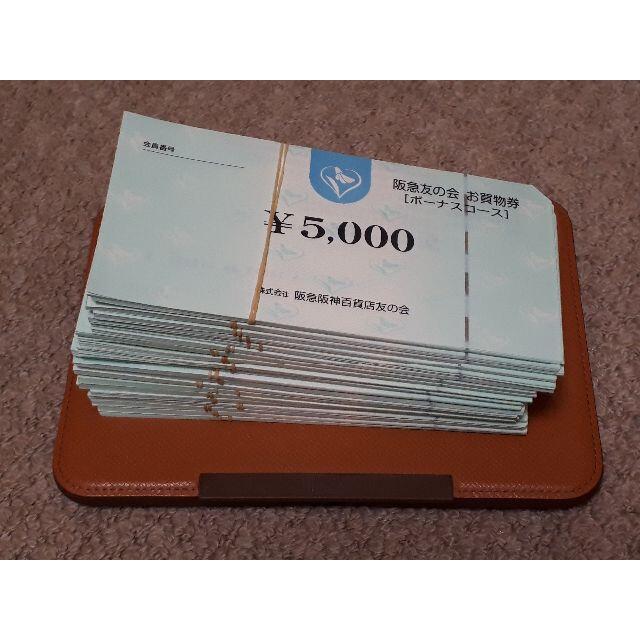 会員番号
阪急友の会 お買物券
[ボーナスコース]
¥5,000
株式会社 阪急阪神百貨店友の会